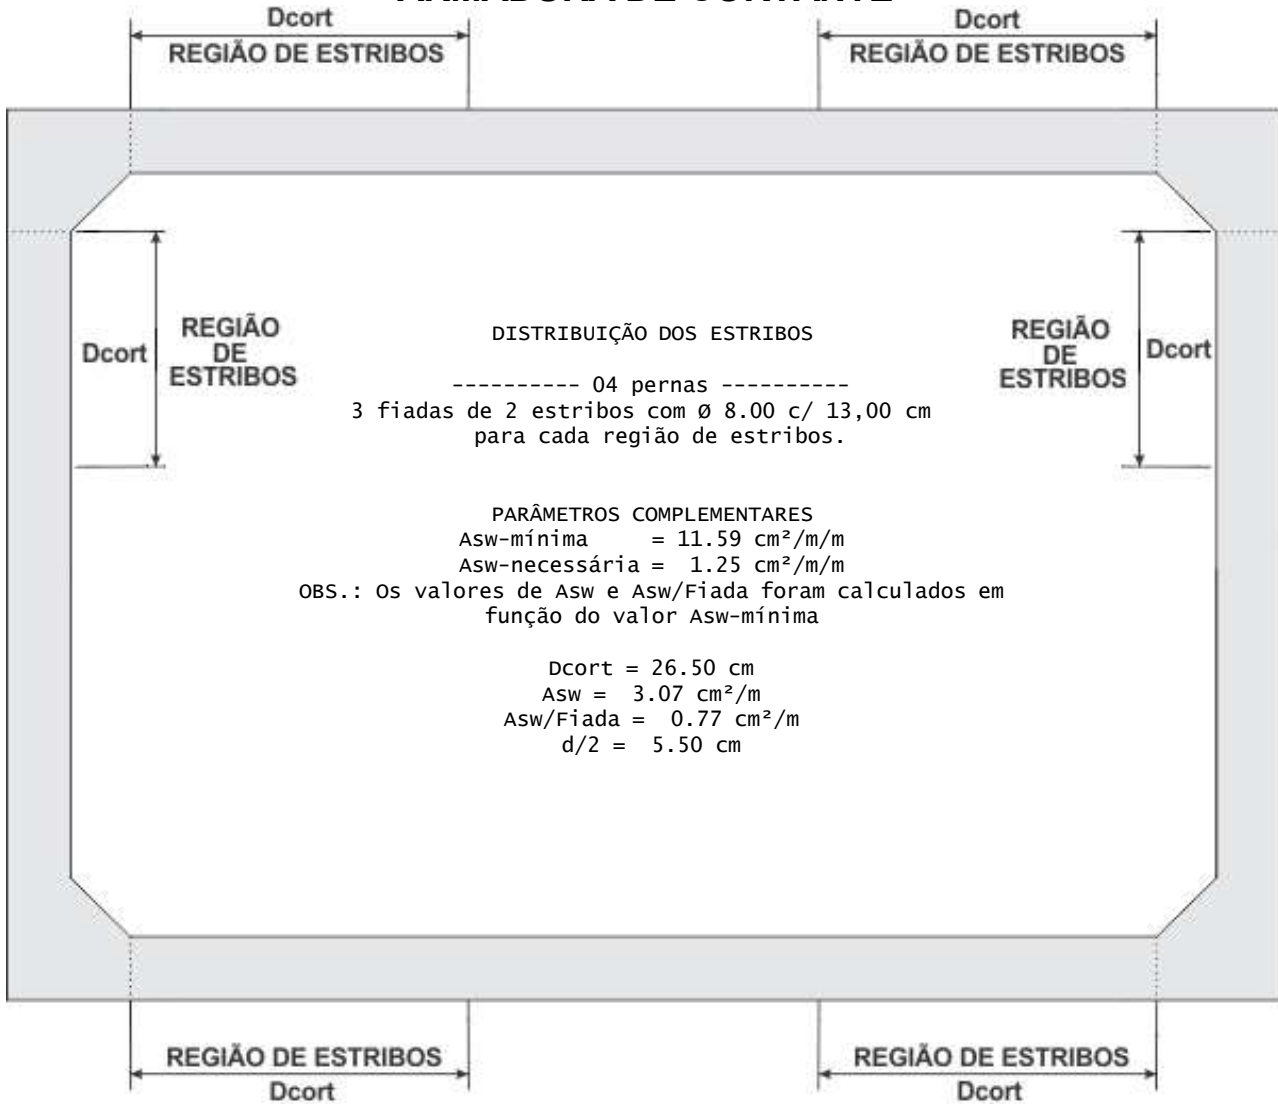 Dcort
REGIÃO DE ESTRIBOS
Dcort
REGIÃO DE ESTRIBOS
Dcort
REGIÃO
DE
ESTRIBOS
REGIÃO
DE
ESTRIBOS
Dcort
DISTRIBUIÇÃO DOS ESTRIBOS
---------- 04 pernas ----------
3 fiadas de 2 estribos com Ø 8.00 c/ 13,00 cm
para cada região de estribos.
PARÂMETROS COMPLEMENTARES
Asw-mínima     = 11.59 cm²/m/m
Asw-necessária =  1.25 cm²/m/m
OBS.: Os valores de Asw e Asw/Fiada foram calculados em
função do valor Asw-mínima
Dcort = 26.50 cm
Asw =  3.07 cm²/m
Asw/Fiada =  0.77 cm²/m
d/2 =  5.50 cm
REGIÃO DE ESTRIBOS
Dcort
REGIÃO DE ESTRIBOS
Dcort